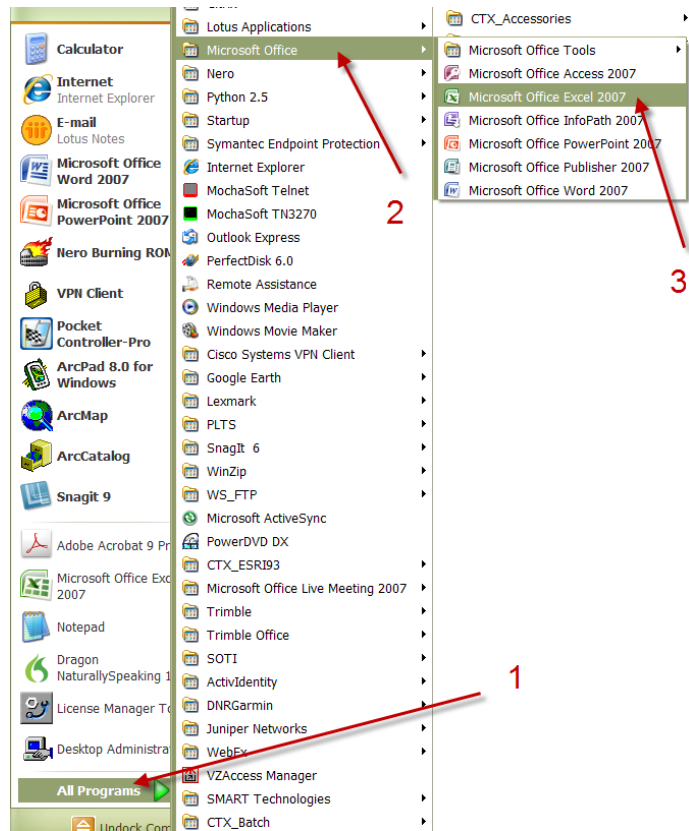 Calculator
Internet
Internet Explorer
E-mail
Lotus Notes
Microsoft Office
Word 2007
Microsoft Office
PowerPoint 2007
Nero Burning ROM
VPN Client
Pocket
Controller-Pro
ArcPad 8.0 for
Windows
ArcMap
ArcCatalog
Snagit 9
Adobe Acrobat 9 Pr
Microsoft Office Exc
2007
Notepad
Dragon
NaturallySpeaking 1
License Manager To
Desktop Administra
All Programs
Undock Com
Lotus Applications
Microsoft Office
Nero
Python 2.5
Startup
Symantec Endpoint Protection
Internet Explorer
MochaSoft Telnet
MochaSoft TN3270
Outlook Express
PerfectDisk 6.0
Remote Assistance
Windows Media Player
Windows Movie Maker
Cisco Systems VPN Client
Google Earth
Lexmark
PLTS
SnagIt 6
WinZip
WS_FTP
Microsoft ActiveSync
PowerDVD DX
CTX_ESRI93
Microsoft Office Live Meeting 2007
Trimble
Trimble Office
SOTI
ActivIdentity
DNRGarmin
Juniper Networks
WebEx
VZAccess Manager
SMART Technologies
CTX_Batch
CTX_Accessories
Microsoft Office Tools
Microsoft Office Access 2007
Microsoft Office Excel 2007
Microsoft Office InfoPath 2007
Microsoft Office PowerPoint 2007
Microsoft Office Publisher 2007
Microsoft Office Word 2007
2
3
1